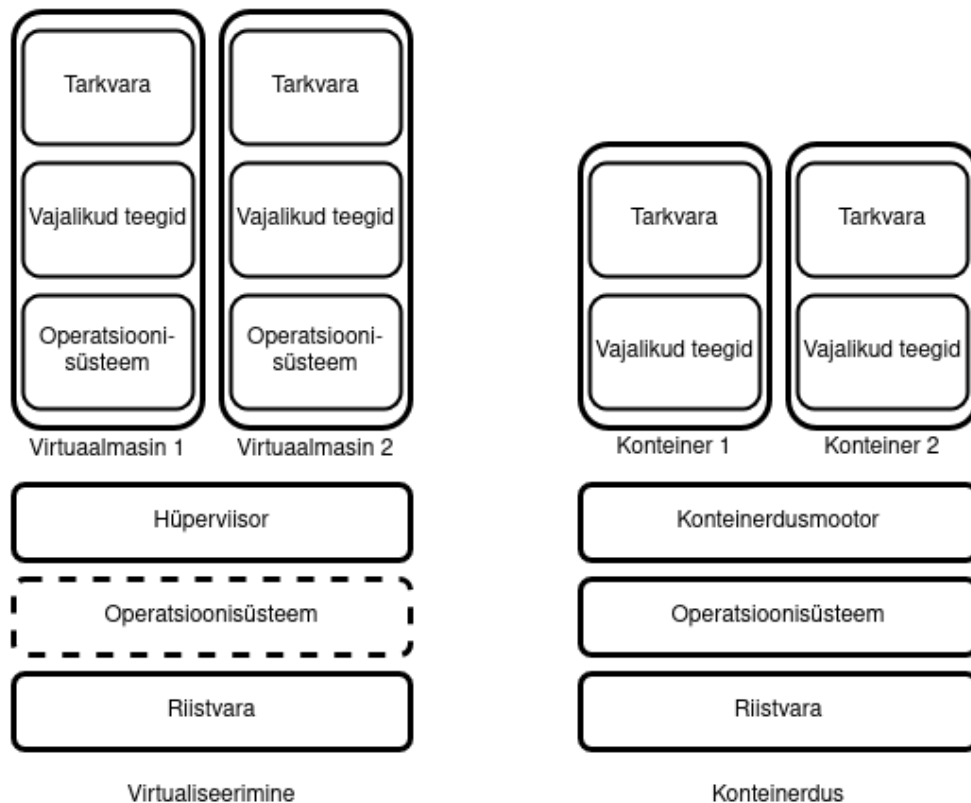 Tarkvara
Vajalikud teegid
Operatsiooni-
süsteem
Virtuaalmasin 1
Tarkvara
Vajalikud teegid
Operatsiooni-
süsteem
Virtuaalmasin 2
Hüperviisor
Operatsioonisüsteem
Riistvara
Virtualiseerimine
Tarkvara
Vajalikud teegid
Konteiner 1
Tarkvara
Vajalikud teegid
Konteiner 2
Konteinerdusmootor
Operatsioonisüsteem
Riistvara
Konteinerdus